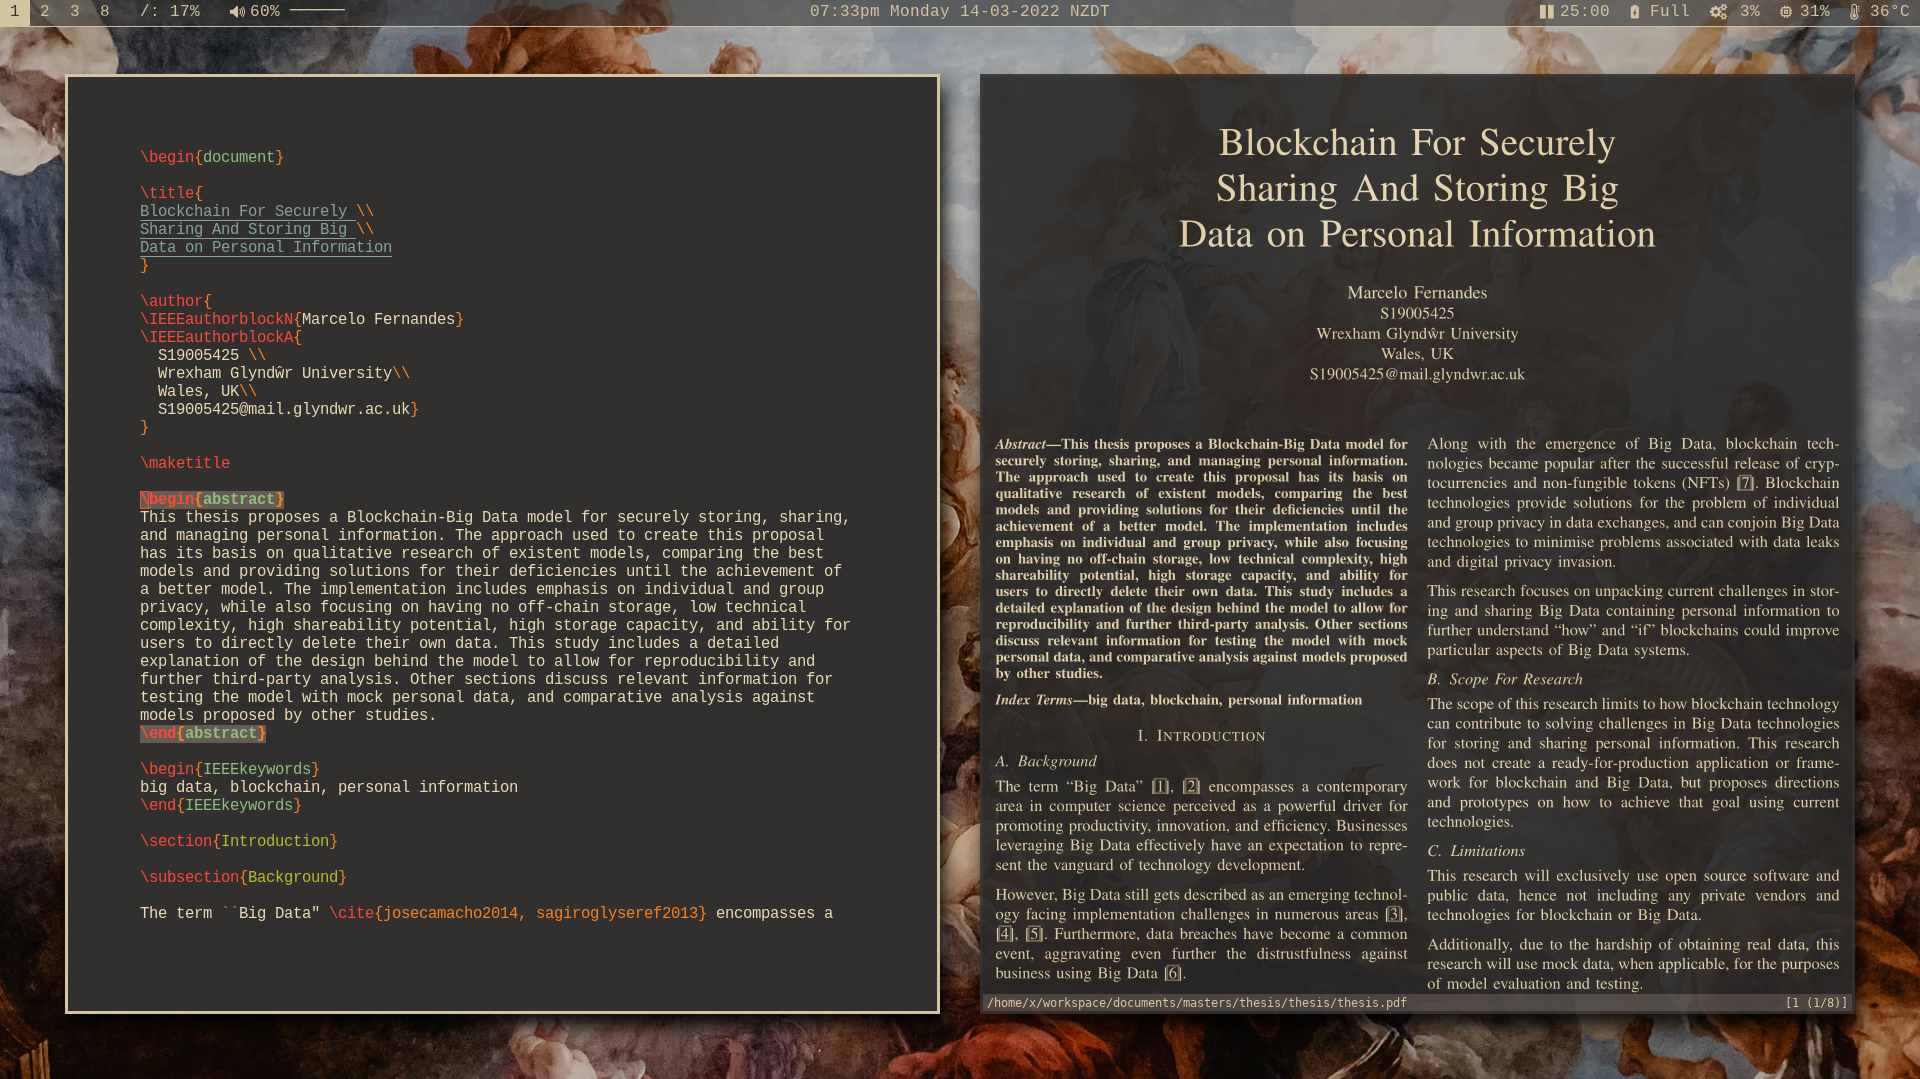 1 2 3 8 /: 17% 60% 07:33pm Monday 14-03-2022 NZDT 25:00 Full 3% 31% 36°C
\begin{document}
\title{
Blockchain For Securely \\
Sharing And Storing Big \\
Data on Personal Information
}
\author{
\IEEEauthorblockN{Marcelo Fernandes}
\IEEEauthorblockA{
S19005425 \\
Wrexham Glyndŵr University\\
Wales, UK\\
S19005425@mail.glyndwr.ac.uk}
}
\maketitle
\begin{abstract}
This thesis proposes a Blockchain-Big Data model for securely storing, sharing,
and managing personal information. The approach used to create this proposal
has its basis on qualitative research of existent models, comparing the best
models and providing solutions for their deficiencies until the achievement of
a better model. The implementation includes emphasis on individual and group
privacy, while also focusing on having no off-chain storage, low technical
complexity, high shareability potential, high storage capacity, and ability for
users to directly delete their own data. This study includes a detailed
explanation of the design behind the model to allow for reproducibility and
further third-party analysis. Other sections discuss relevant information for
testing the model with mock personal data, and comparative analysis against
models proposed by other studies.
\end{abstract}
\begin{IEEEkeywords}
big data, blockchain, personal information
\end{IEEEkeywords}
\section{Introduction}
\subsection{Background}
The term ``Big Data" \cite{josecamacho2014, sagiroglyseref2013} encompasses a
Blockchain For Securely
Sharing And Storing Big
Data on Personal Information
Marcelo Fernandes
S19005425
Wrexham Glyndŵr University
Wales, UK
S19005425@mail.glyndwr.ac.uk
Abstract—This thesis proposes a Blockchain-Big Data model for
securely storing, sharing, and managing personal information.
The approach used to create this proposal has its basis on
qualitative research of existent models, comparing the best
models and providing solutions for their deficiencies until the
achievement of a better model. The implementation includes
emphasis on individual and group privacy, while also focusing
on having no off-chain storage, low technical complexity, high
shareability potential, high storage capacity, and ability for
users to directly delete their own data. This study includes a
detailed explanation of the design behind the model to allow for
reproducibility and further third-party analysis. Other sections
discuss relevant information for testing the model with mock
personal data, and comparative analysis against models proposed
by other studies.
Index Terms—big data, blockchain, personal information
I. Introduction
A. Background
The term “Big Data” [1], [2] encompasses a contemporary
area in computer science perceived as a powerful driver for
promoting productivity, innovation, and efficiency. Businesses
leveraging Big Data effectively have an expectation to repre-
sent the vanguard of technology development.
However, Big Data still gets described as an emerging technol-
ogy facing implementation challenges in numerous areas [3],
[4], [5]. Furthermore, data breaches have become a common
event, aggravating even further the distrustfulness against
business using Big Data [6].
Along with the emergence of Big Data, blockchain tech-
nologies became popular after the successful release of cryp-
tocurrencies and non-fungible tokens (NFTs) [7]. Blockchain
technologies provide solutions for the problem of individual
and group privacy in data exchanges, and can conjoin Big Data
technologies to minimise problems associated with data leaks
and digital privacy invasion.
This research focuses on unpacking current challenges in stor-
ing and sharing Big Data containing personal information to
further understand “how” and “if” blockchains could improve
particular aspects of Big Data systems.
B. Scope For Research
The scope of this research limits to how blockchain technology
can contribute to solving challenges in Big Data technologies
for storing and sharing personal information. This research
does not create a ready-for-production application or frame-
work for blockchain and Big Data, but proposes directions
and prototypes on how to achieve that goal using current
technologies.
C. Limitations
This research will exclusively use open source software and
public data, hence not including any private vendors and
technologies for blockchain or Big Data.
Additionally, due to the hardship of obtaining real data, this
research will use mock data, when applicable, for the purposes
of model evaluation and testing.
/home/x/workspace/documents/masters/thesis/thesis/thesis.pdf [1 (1/8)]